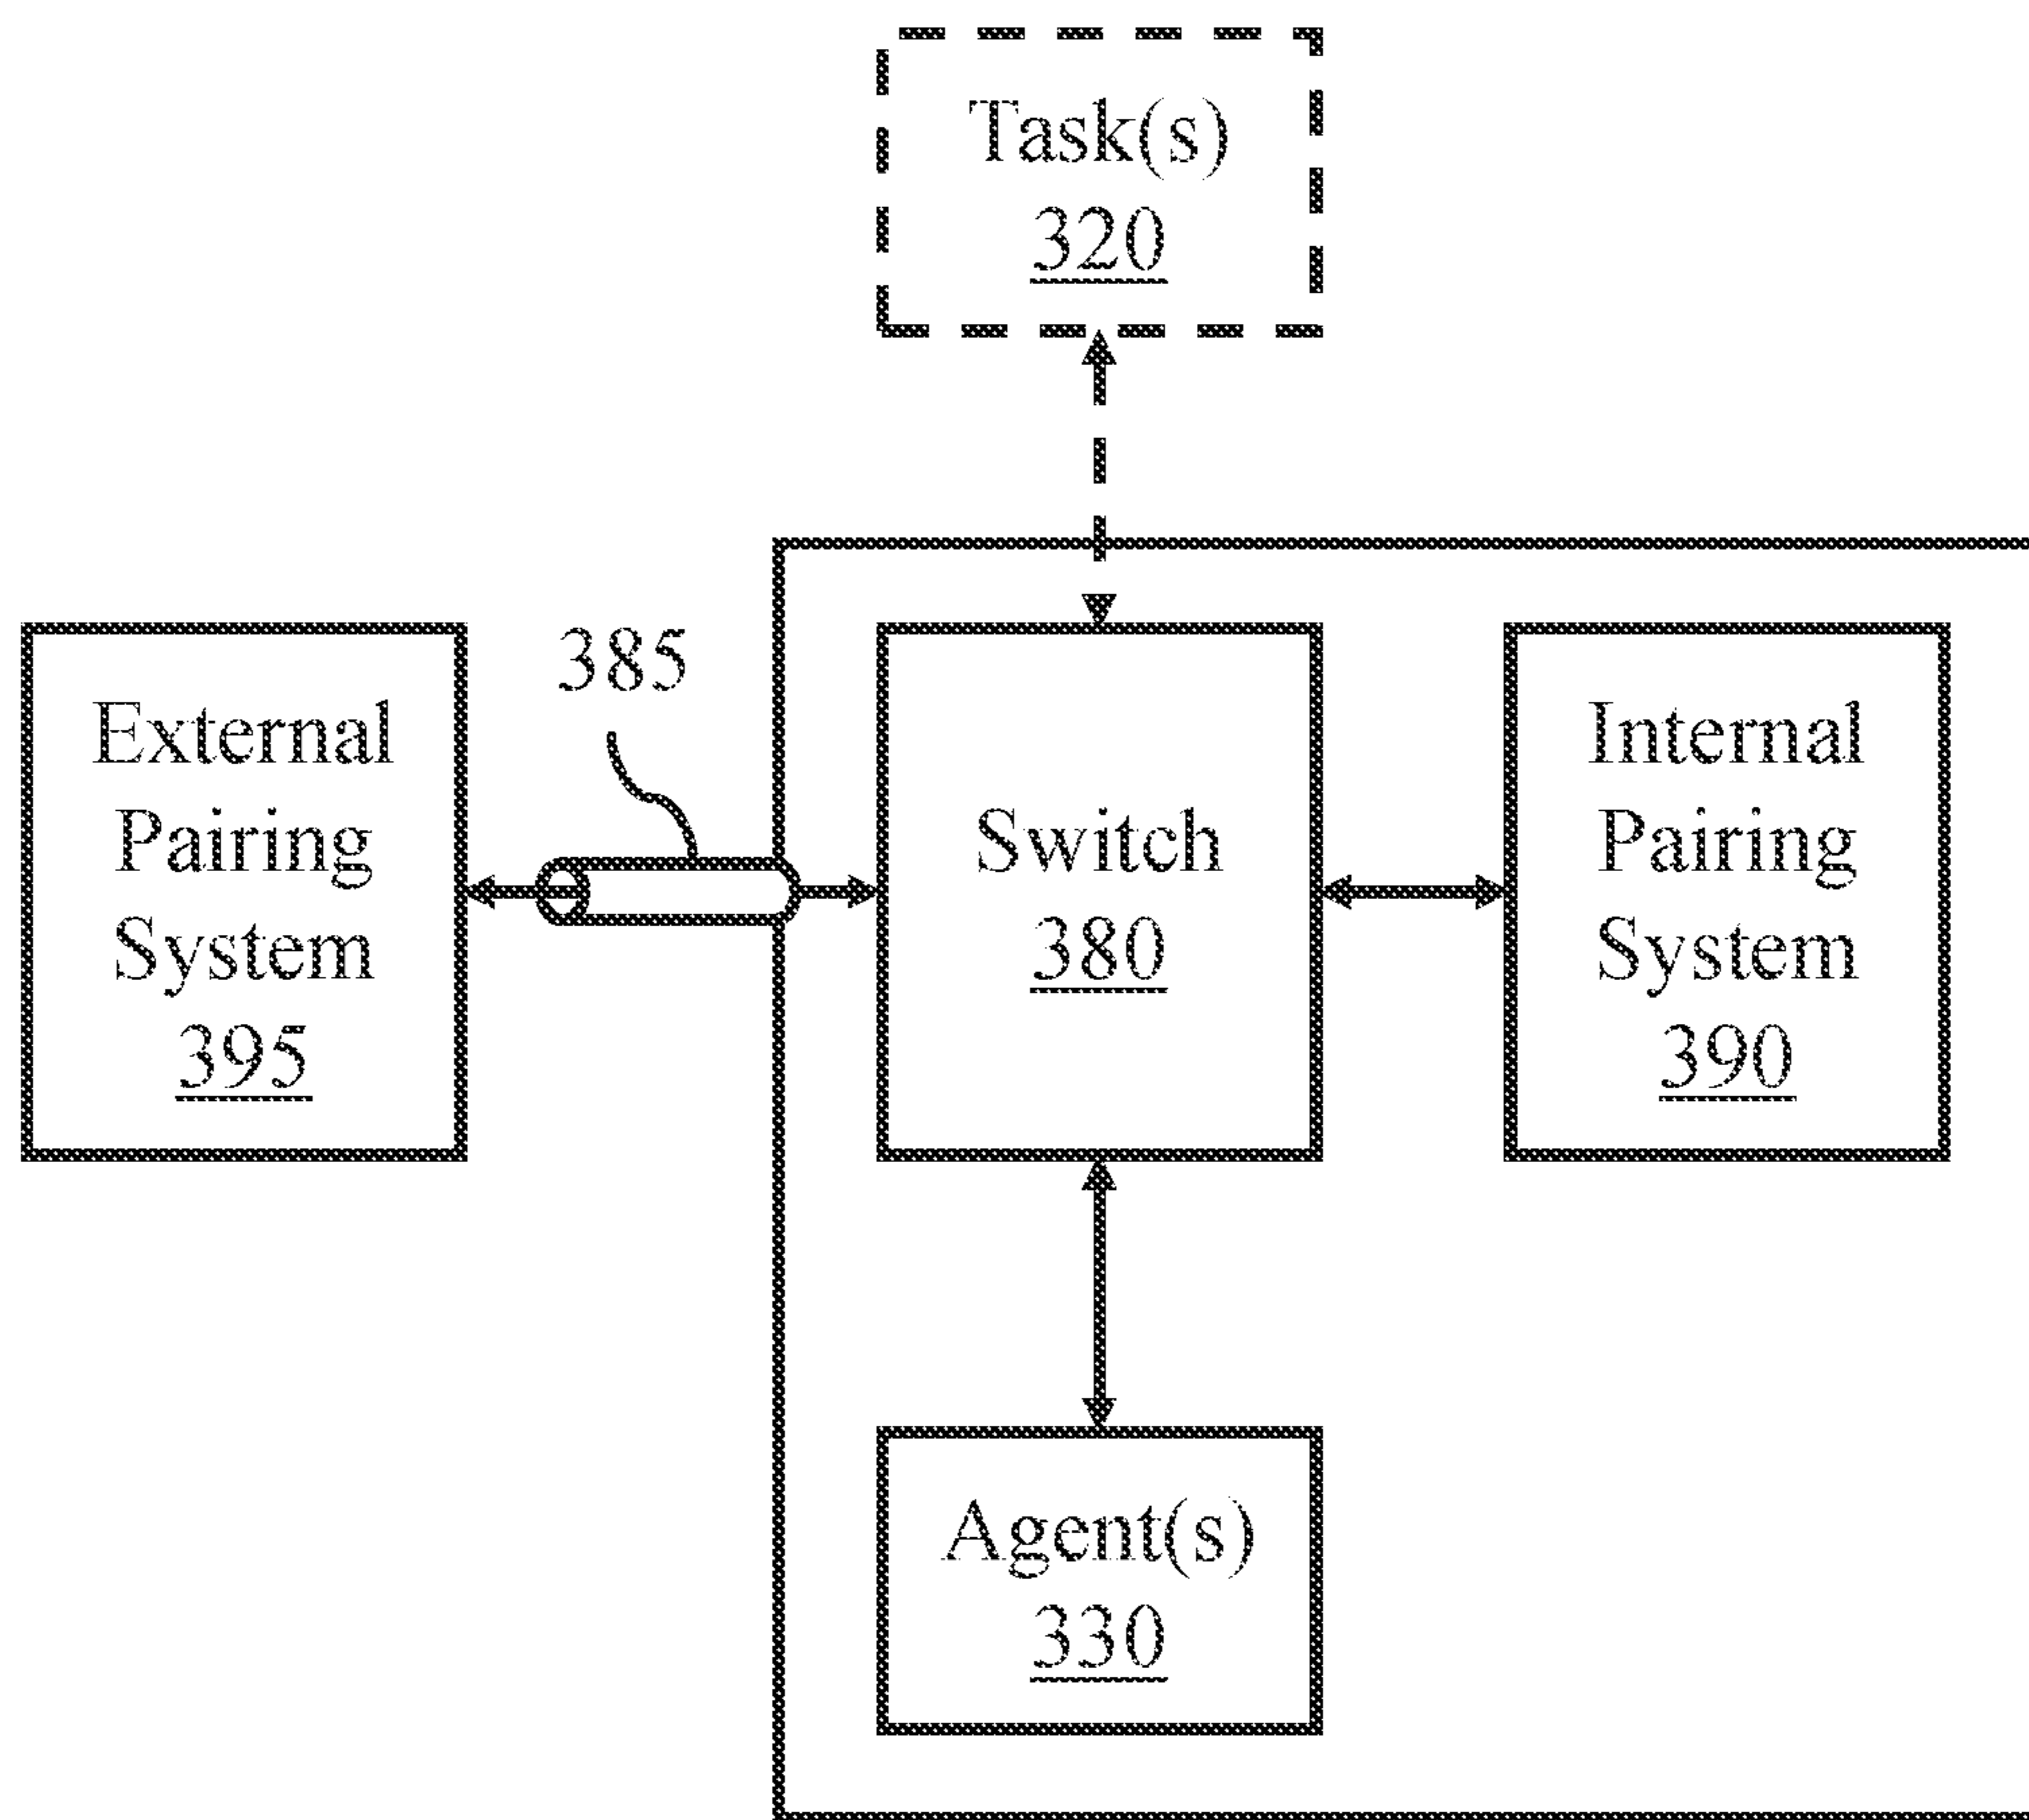 Task(s)
320
385
External
Pairing
System
395
Switch
380
Internal
Pairing
System
390
Agent(s)
330